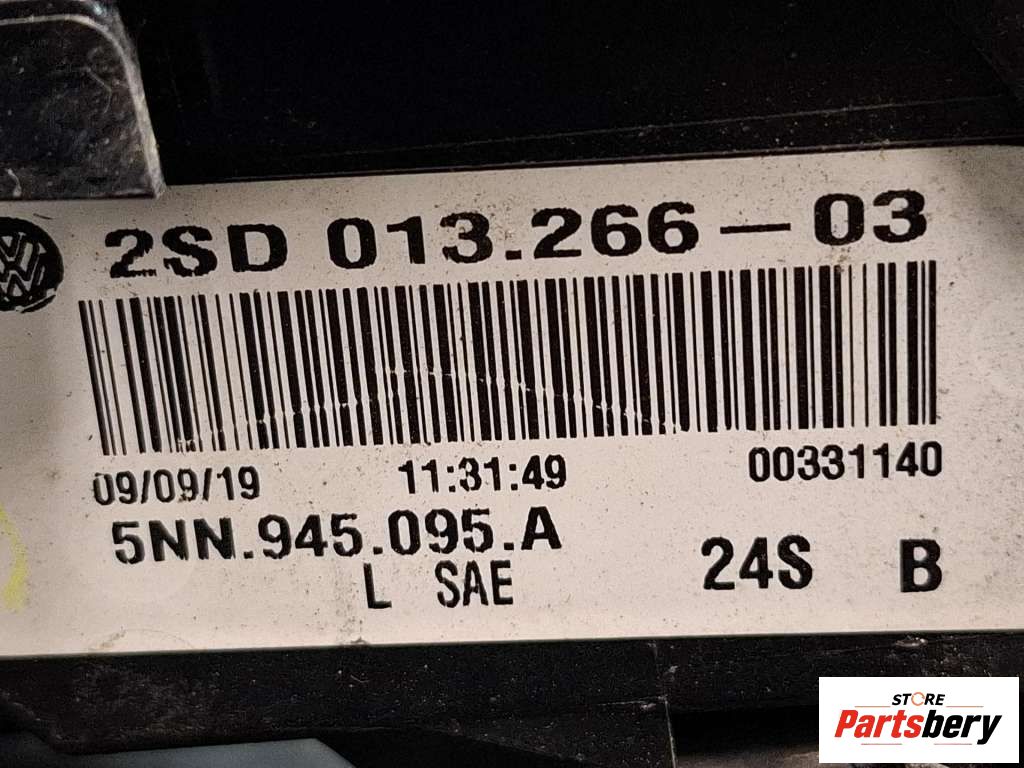 2SD 013.266-03
09/09/19 11:31:49 00331140
5NN.945.095.A
L SAE 24S B
STORE
Partsbery